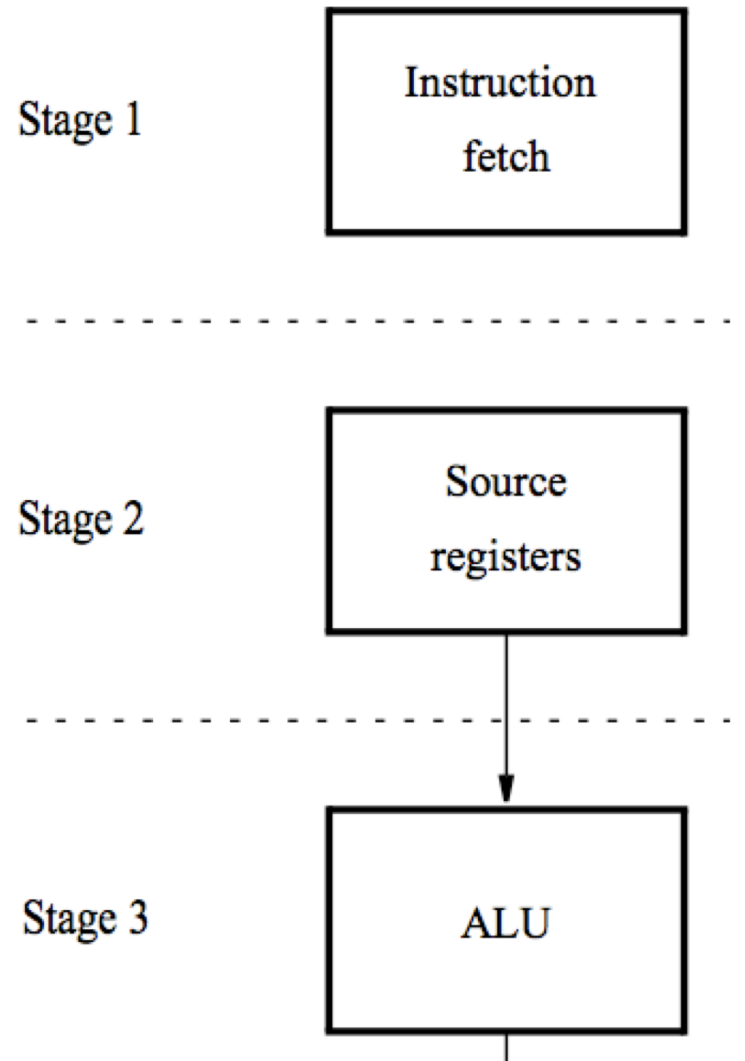 Stage 1
Instruction
fetch
Stage 2
Source
registers
Stage 3
ALU